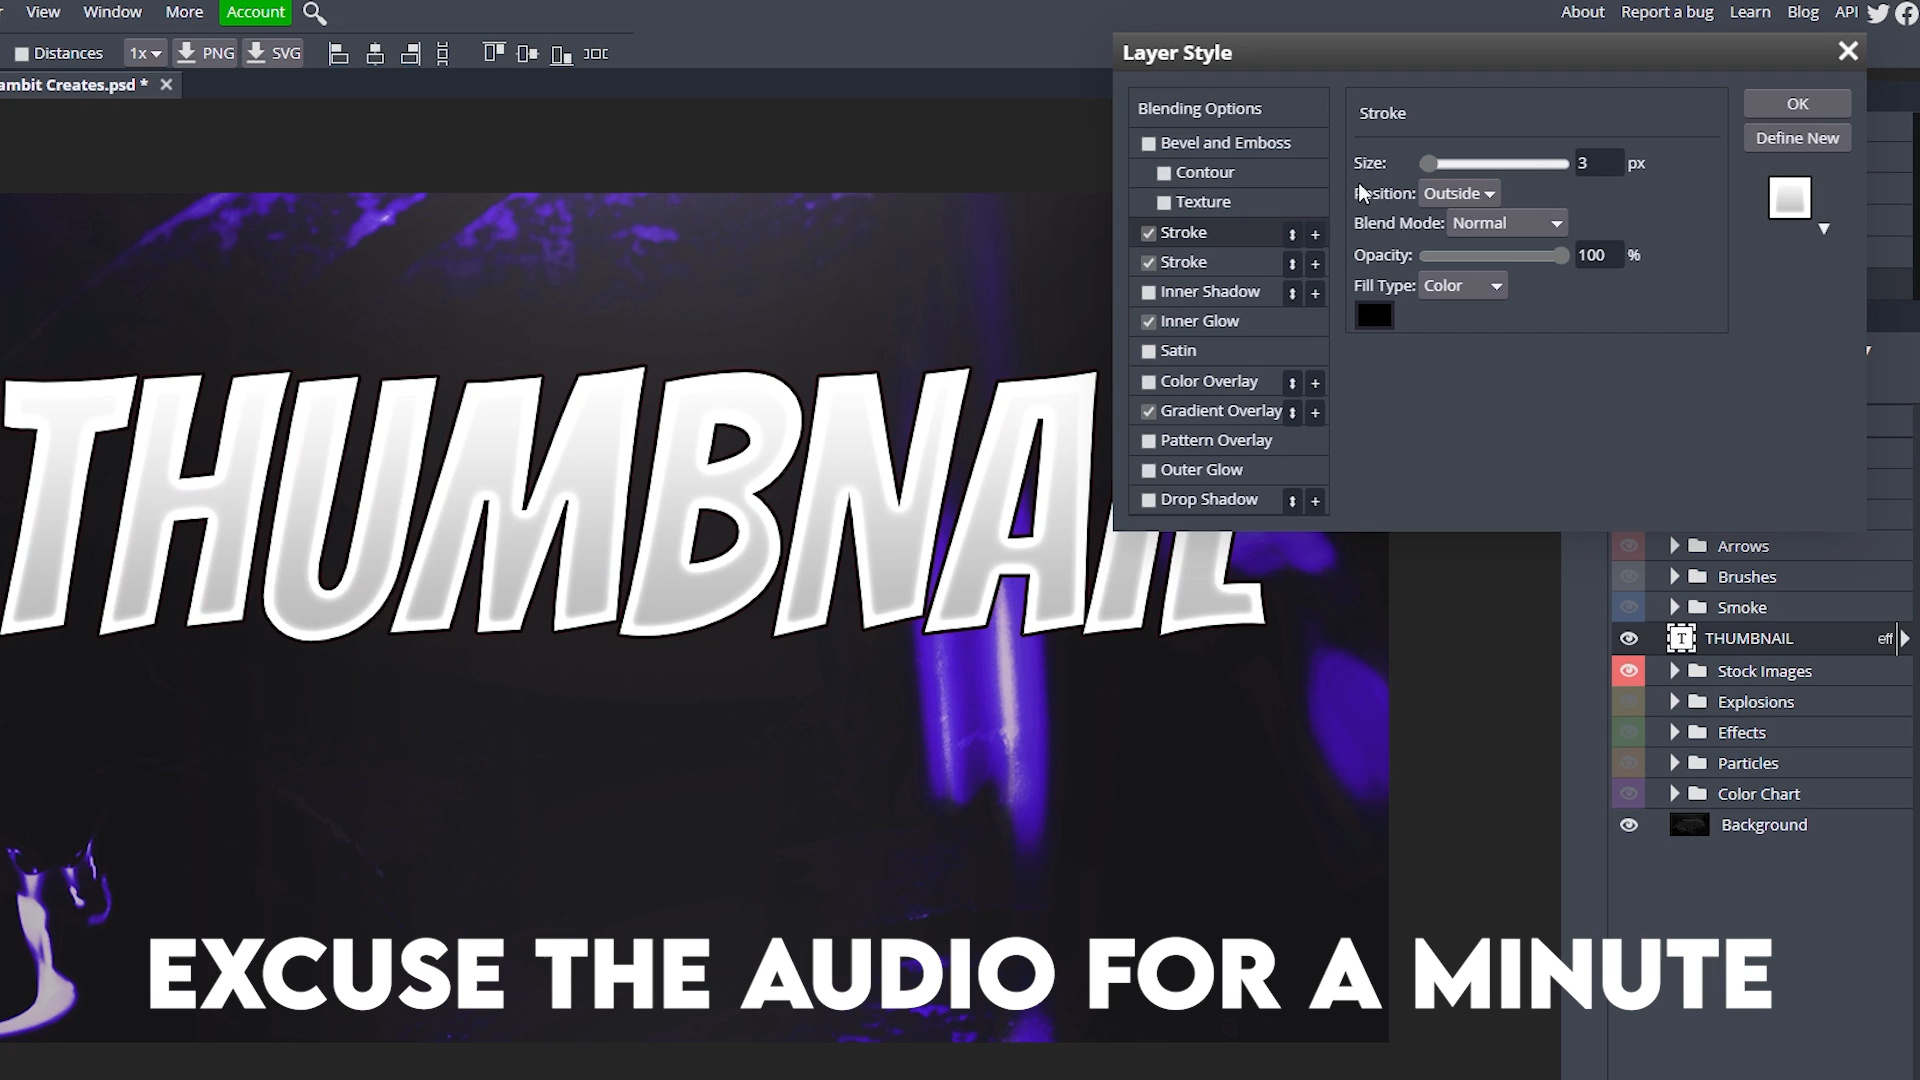 View Window More Account
About Report a bug Learn Blog API
Distances 1x PNG SVG
ambit Creates.psd *
Layer Style
Blending Options
Bevel and Emboss
Contour
Texture
Stroke
Stroke
Inner Shadow
Inner Glow
Satin
Color Overlay
Gradient Overlay
Pattern Overlay
Outer Glow
Drop Shadow
Stroke
Size: 3 px
Position: Outside
Blend Mode: Normal
Opacity: 100 %
Fill Type: Color
OK
Define New
THUMBNAIL
Arrows
Brushes
Smoke
THUMBNAIL eff
Stock Images
Explosions
Effects
Particles
Color Chart
Background
EXCUSE THE AUDIO FOR A MINUTE